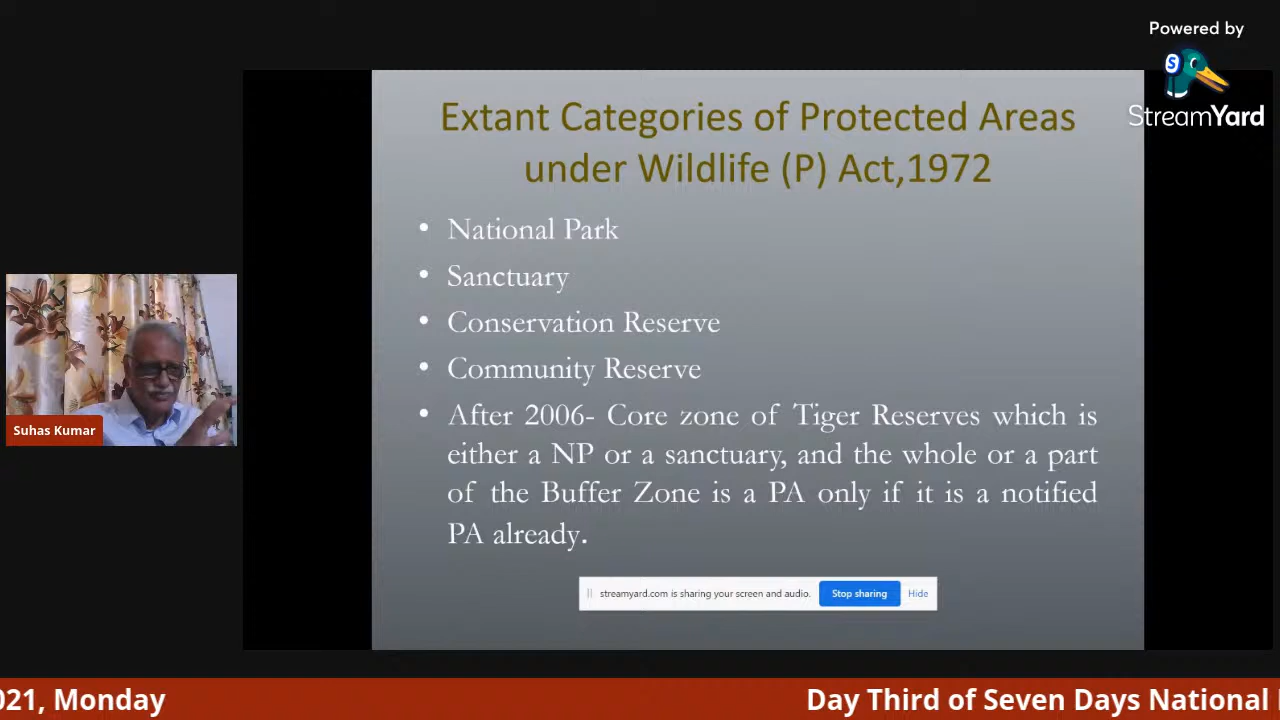 Powered by
StreamYard
Extant Categories of Protected Areas
under Wildlife (P) Act,1972
• National Park
• Sanctuary
• Conservation Reserve
• Community Reserve
• After 2006- Core zone of Tiger Reserves which is
either a NP or a sanctuary, and the whole or a part
of the Buffer Zone is a PA only if it is a notified
PA already.
Suhas Kumar
streamyard.com is sharing your screen and audio. Stop sharing Hide
021, Monday Day Third of Seven Days National